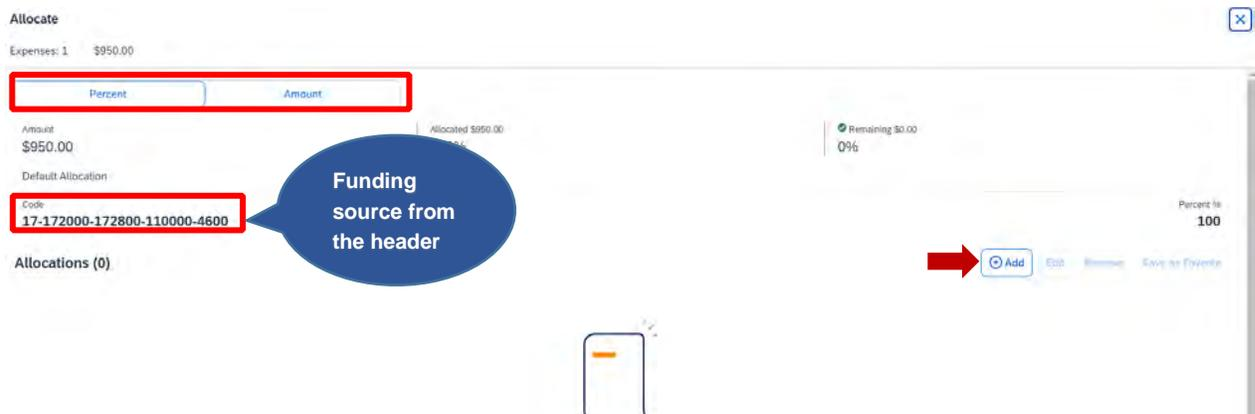 Allocate
Expenses: 1 $950.00
Percent Amount
Amount Allocated $950.00 Remaining $0.00
$950.00 0%
Default Allocation
Code Percent %
17-172000-172800-110000-4600 100
Funding
source from
the header
Allocations (0) Add Edit Remove Save as Favorite